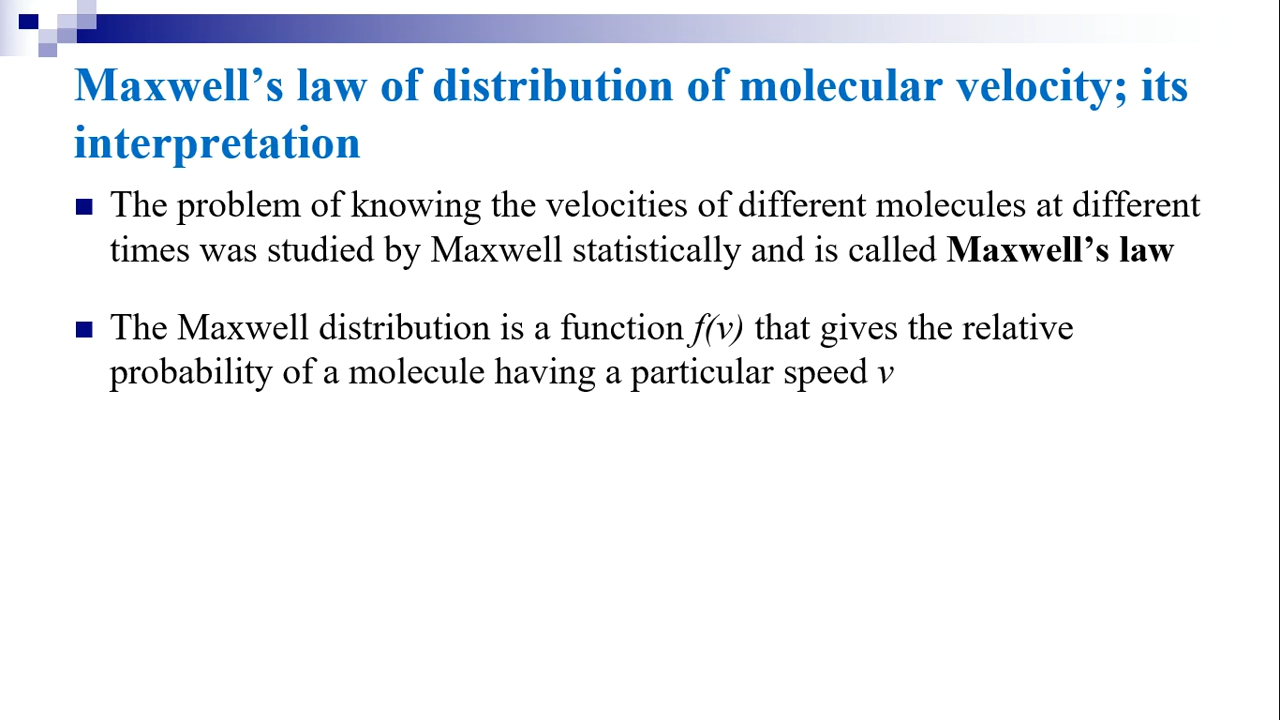 Maxwell’s law of distribution of molecular velocity; its
interpretation
The problem of knowing the velocities of different molecules at different
times was studied by Maxwell statistically and is called Maxwell’s law
The Maxwell distribution is a function f(v) that gives the relative
probability of a molecule having a particular speed v